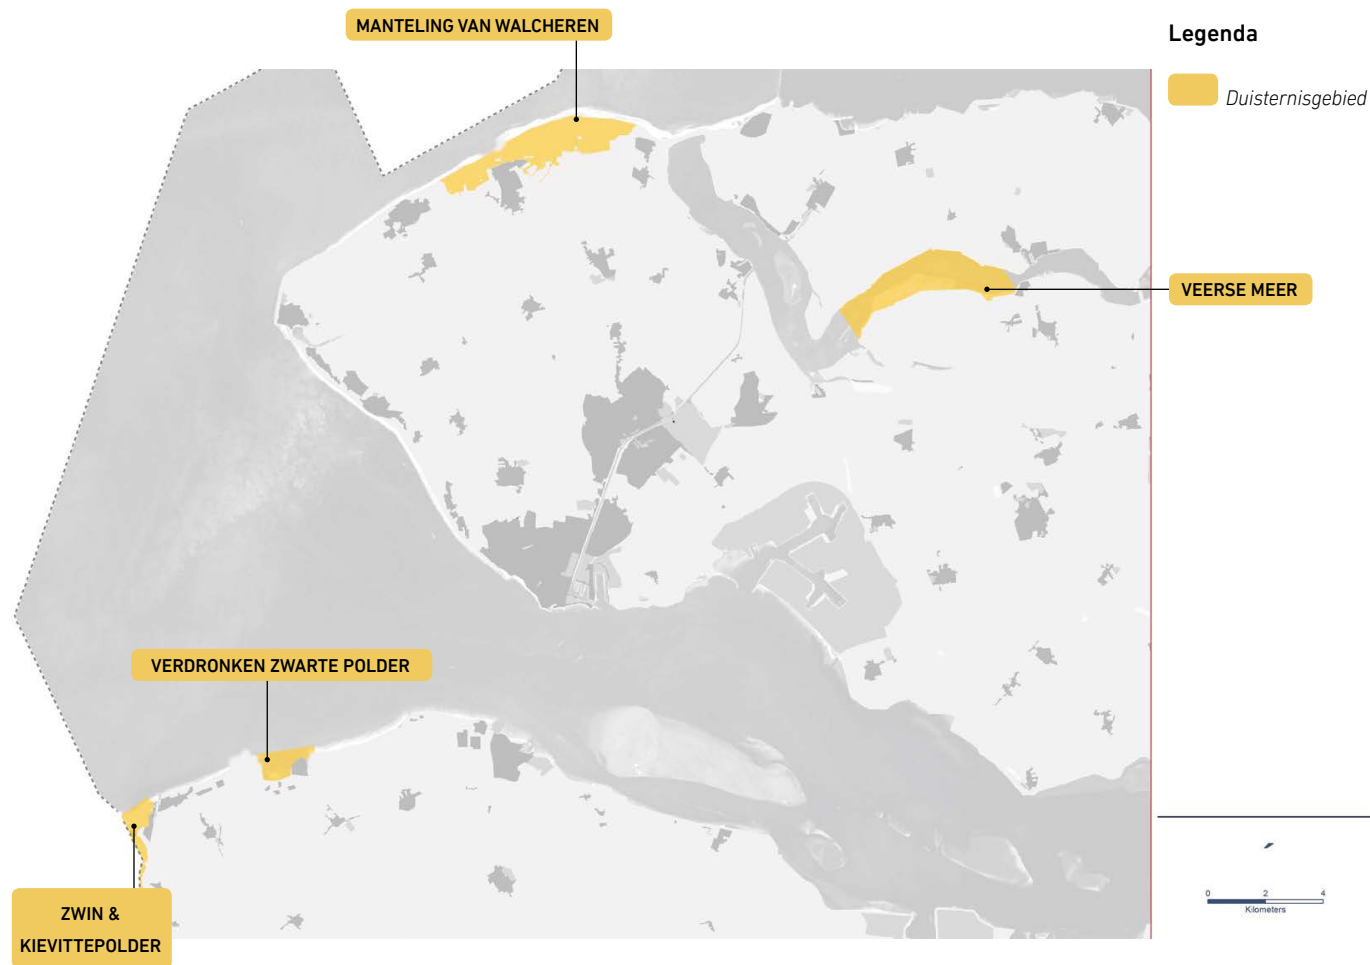 MANTELING VAN WALCHEREN
Legenda
Duisternisgebied
VEERSE MEER
VERDRONKEN ZWARTE POLDER
ZWIN &
KIEVITTEPOLDER
0 2 4
Kilometers